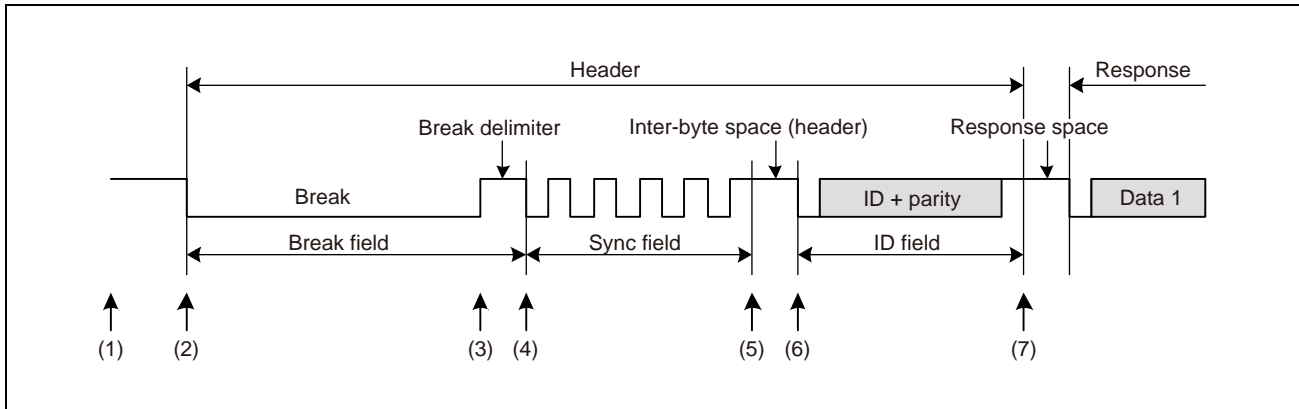 Header
Response
Break delimiter
Inter-byte space (header)
Response space
Break
ID + parity
Data 1
Break field
Sync field
ID field
(1)
(2)
(3)
(4)
(5)
(6)
(7)